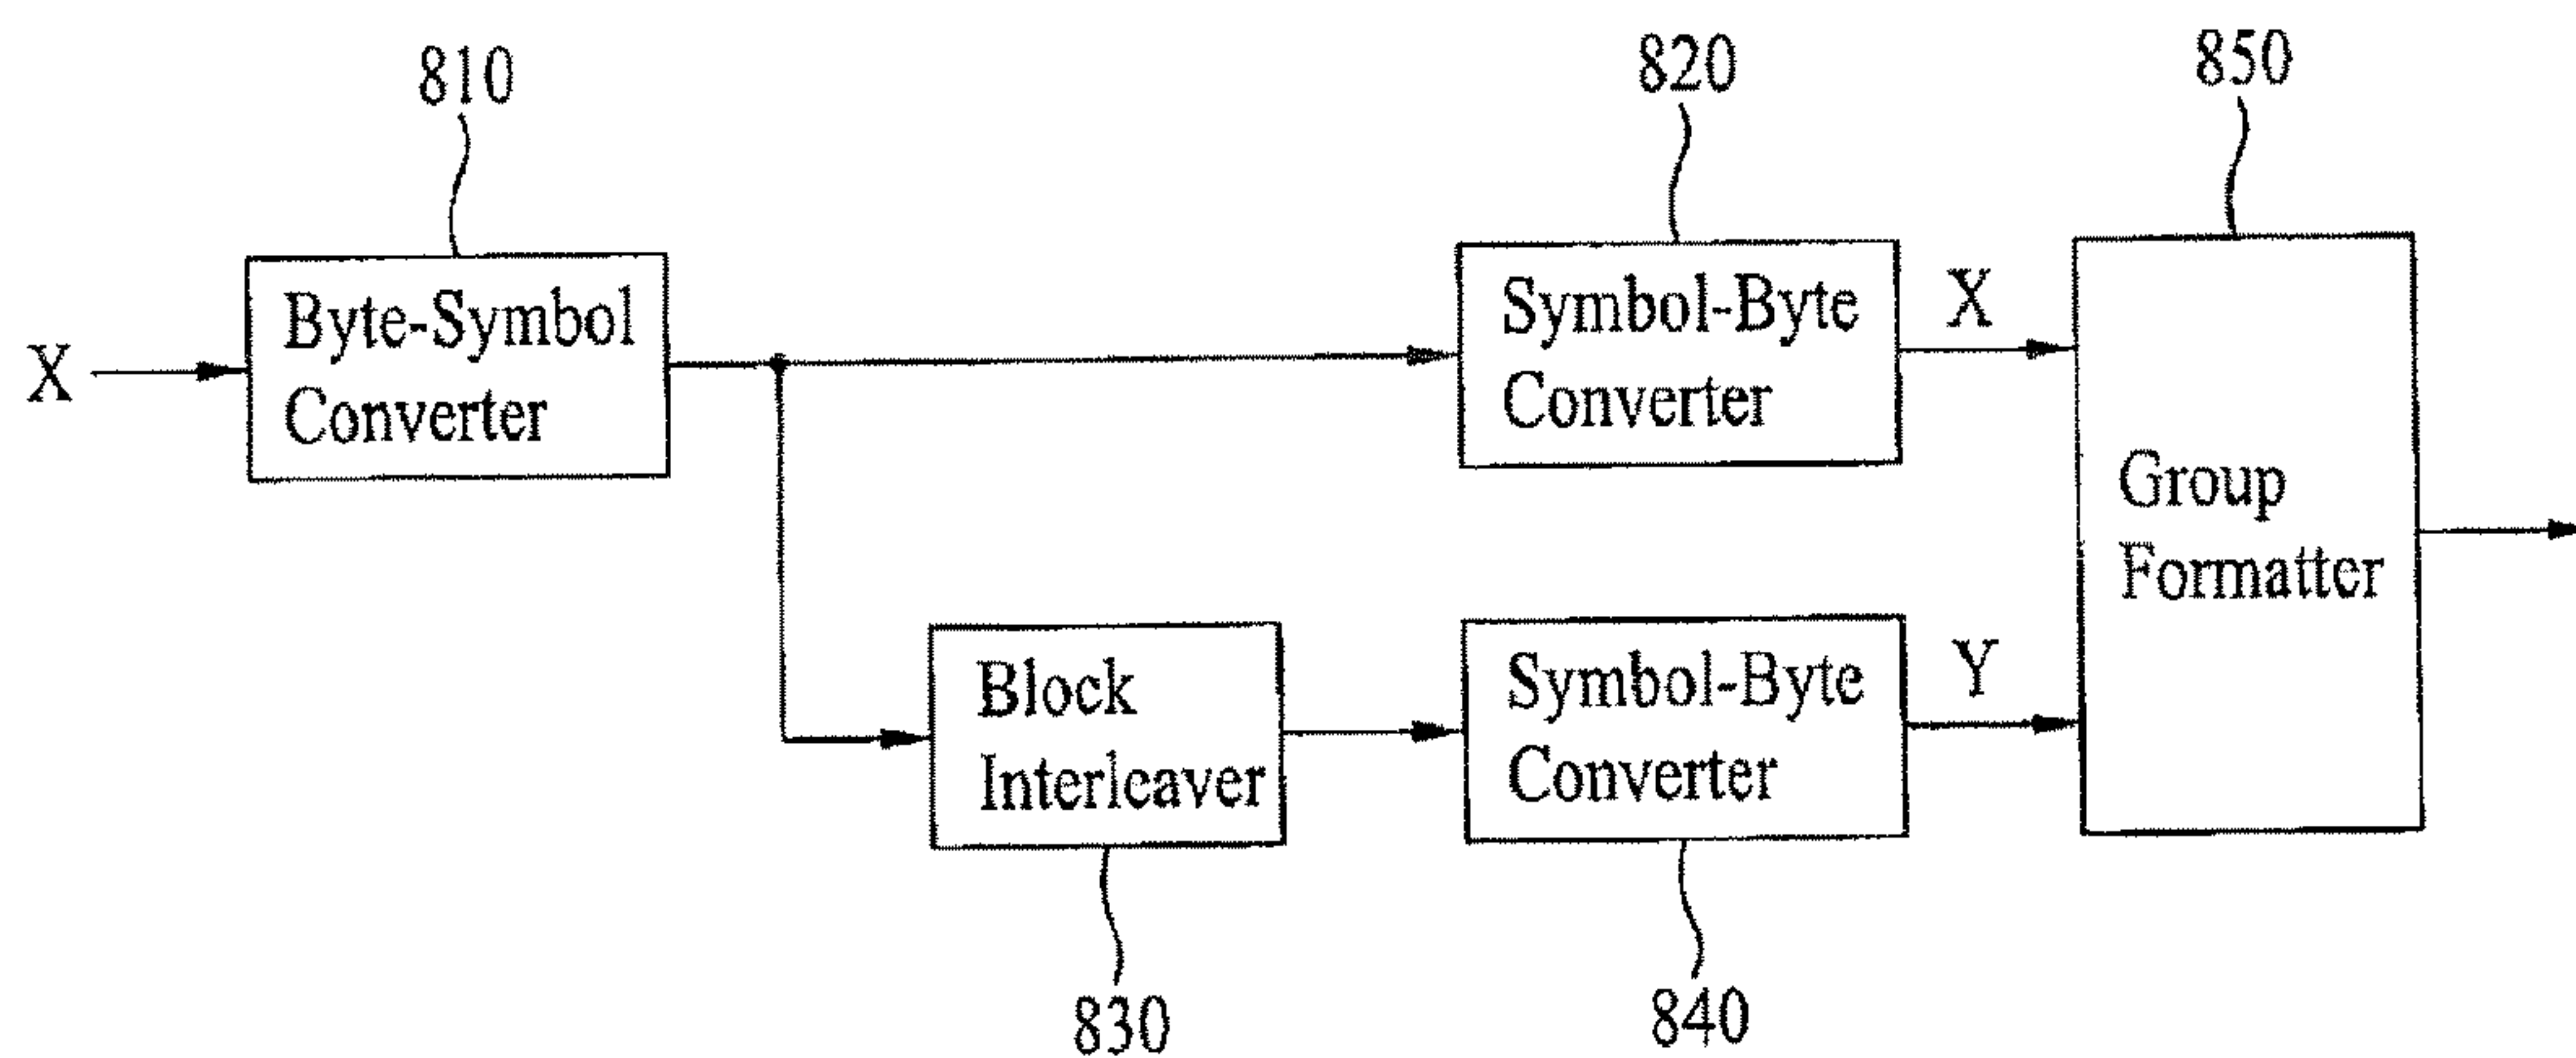 810
820
850
X
Byte-Symbol
Converter
Symbol-Byte
Converter
X
Group
Formatter
Block
Interleaver
Symbol-Byte
Converter
Y
830
840